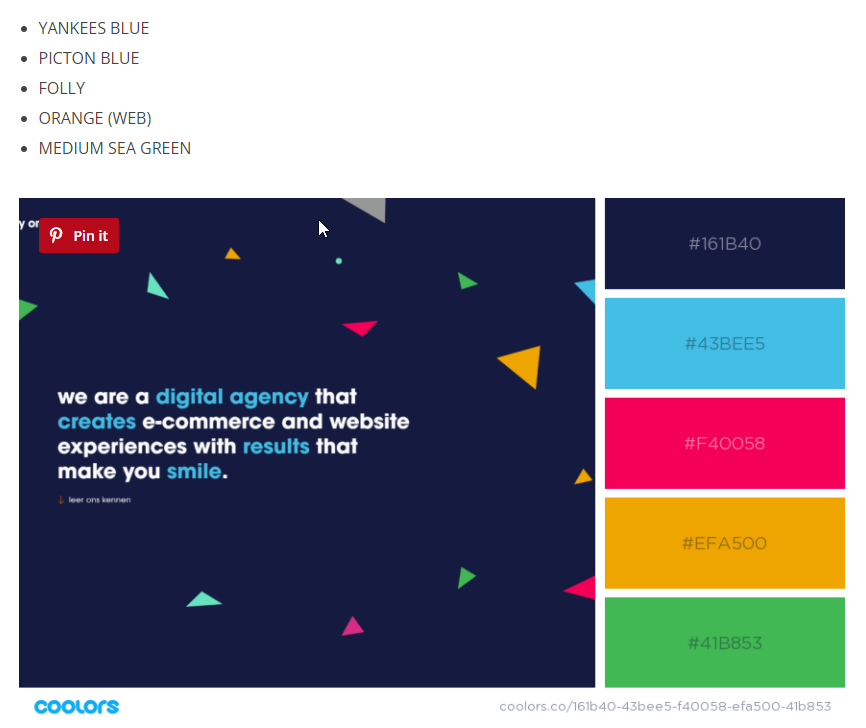 YANKEES BLUE
PICTON BLUE
FOLLY
ORANGE (WEB)
MEDIUM SEA GREEN
Pin it
we are a digital agency that
creates e-commerce and website
experiences with results that
make you smile.
↓ leer ons kennen
#161B40
#43BEE5
#F40058
#EFA500
#41B853
coolors
coolors.co/161b40-43bee5-f40058-efa500-41b853